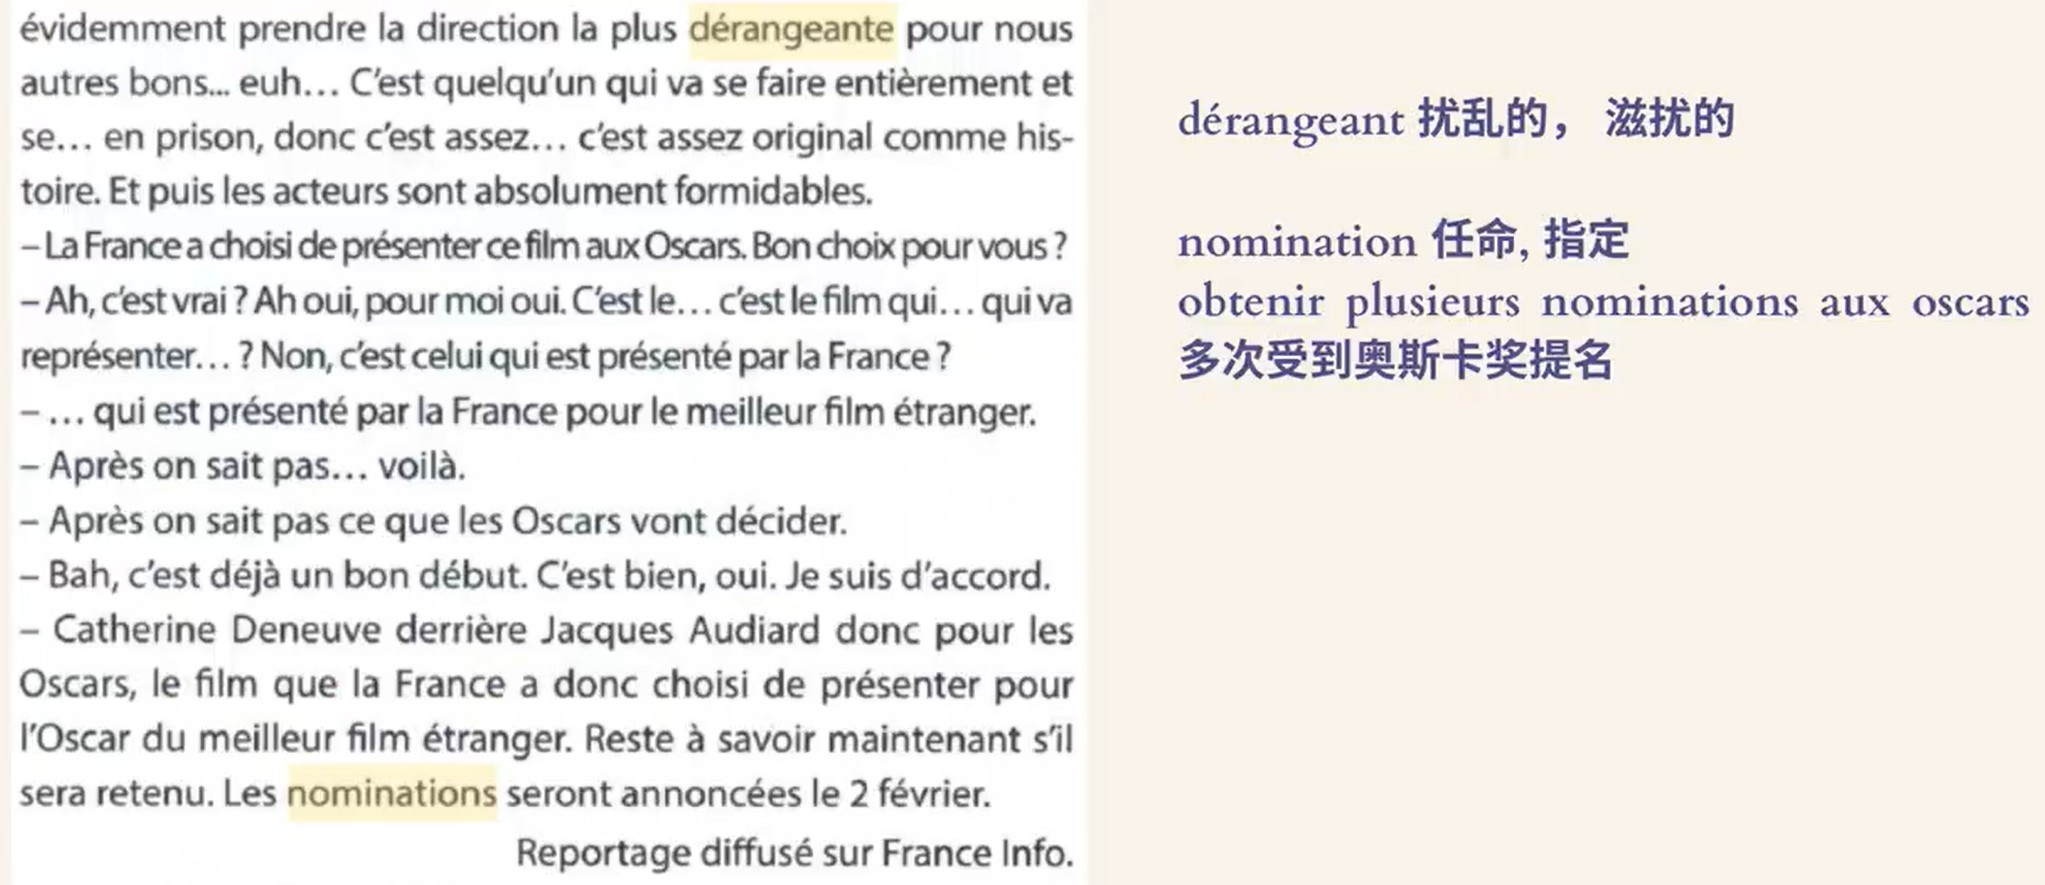 évidemment prendre la direction la plus dérangeante pour nous
autres bons... euh… C'est quelqu'un qui va se faire entièrement et
se… en prison, donc c'est assez… c'est assez original comme his-
toire. Et puis les acteurs sont absolument formidables.
– La France a choisi de présenter ce film aux Oscars. Bon choix pour vous ?
– Ah, c'est vrai ? Ah oui, pour moi oui. C'est le… c'est le film qui… qui va
représenter… ? Non, c'est celui qui est présenté par la France ?
– … qui est présenté par la France pour le meilleur film étranger.
– Après on sait pas… voilà.
– Après on sait pas ce que les Oscars vont décider.
– Bah, c'est déjà un bon début. C'est bien, oui. Je suis d'accord.
– Catherine Deneuve derrière Jacques Audiard donc pour les
Oscars, le film que la France a donc choisi de présenter pour
l'Oscar du meilleur film étranger. Reste à savoir maintenant s'il
sera retenu. Les nominations seront annoncées le 2 février.
Reportage diffusé sur France Info.
dérangeant 扰乱的， 滋扰的
nomination 任命, 指定
obtenir plusieurs nominations aux oscars
多次受到奥斯卡奖提名